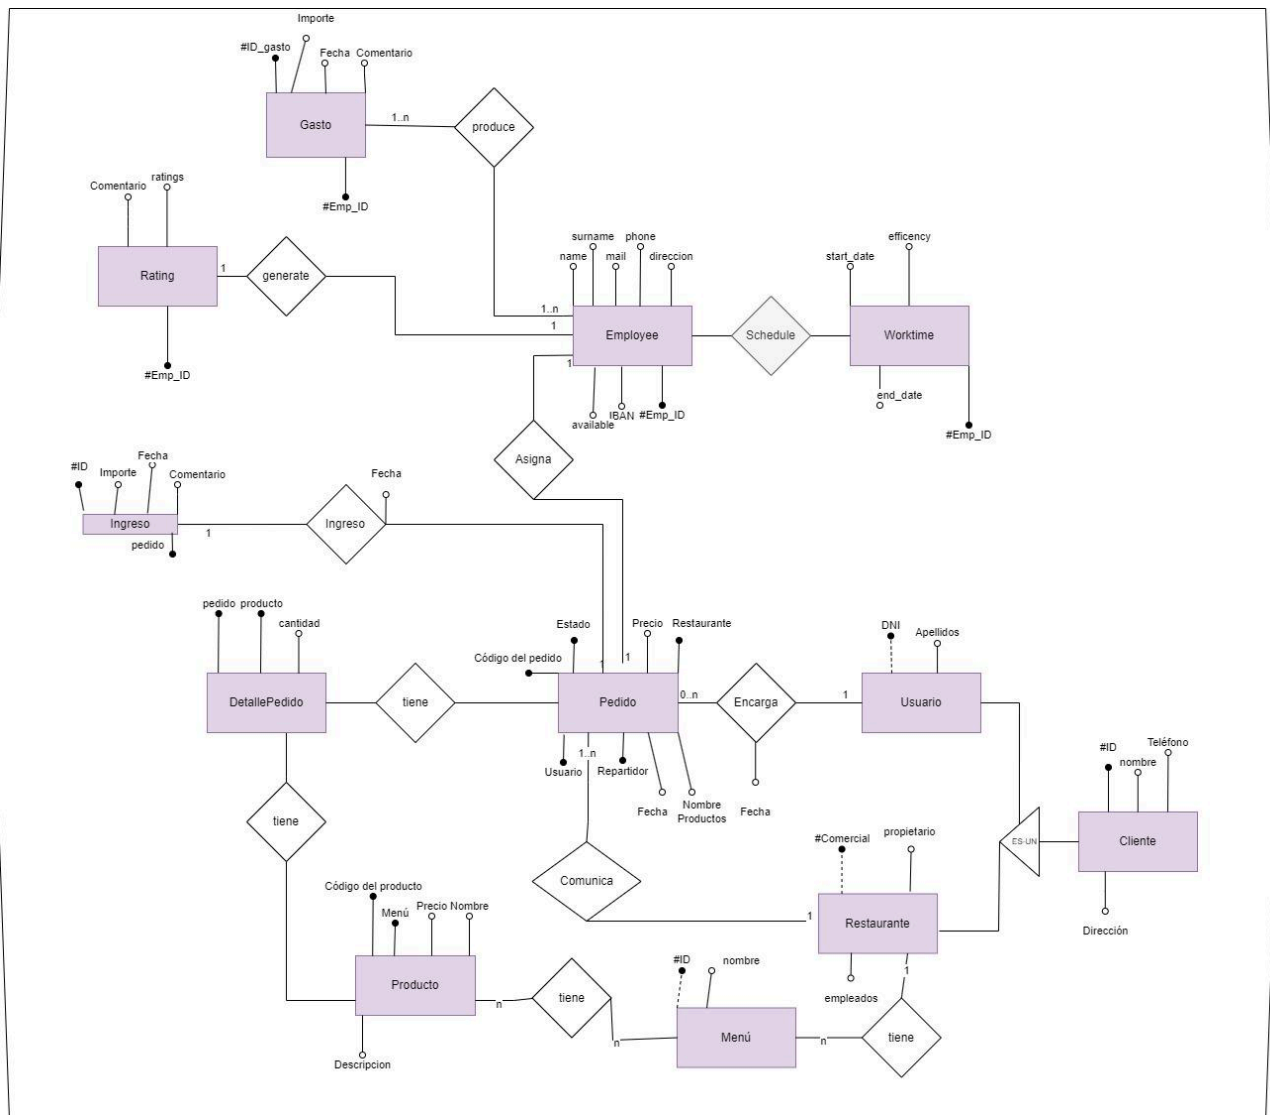 Importe
#ID_gasto
Fecha
Comentario
Gasto
1..n
produce
#Emp_ID
Comentario
ratings
Rating
1
generate
#Emp_ID
surname
phone
name
mail
direccion
1..n
1
Employee
1
available
IBAN
#Emp_ID
Schedule
start_date
efficency
Worktime
end_date
#Emp_ID
Asigna
#ID
Importe
Fecha
Comentario
Ingreso
pedido
1
Ingreso
Fecha
pedido
producto
cantidad
DetallePedido
tiene
Código del pedido
Estado
1
1
Precio
Restaurante
Pedido
0..n
Usuario
1..n
Repartidor
Fecha
Nombre
Productos
Encarga
Fecha
1
DNI
Apellidos
Usuario
#ID
nombre
Teléfono
ES-UN
Cliente
Dirección
tiene
Comunica
1
#Comercial
propietario
Restaurante
empleados
1
Código del producto
Menú
Precio
Nombre
Producto
Descripcion
n
tiene
n
#ID
nombre
Menú
n
tiene